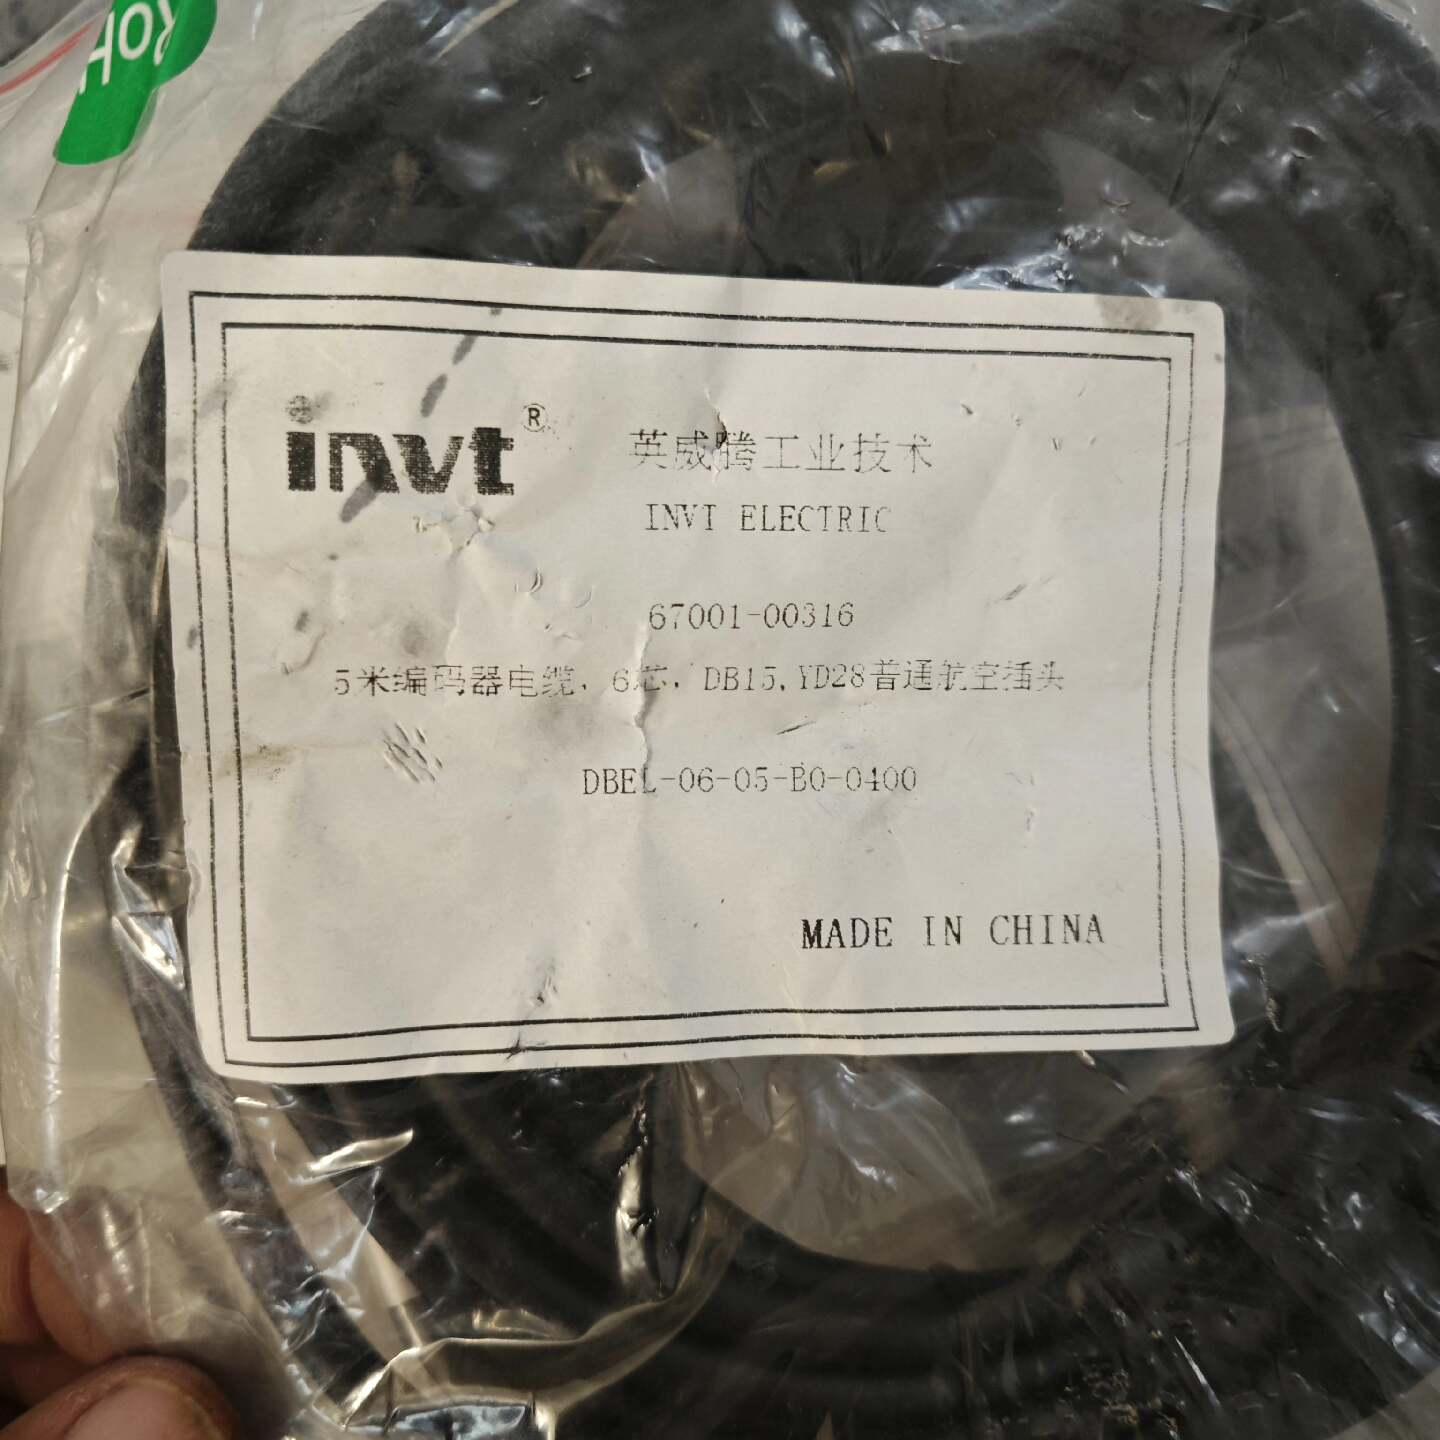 RoH
invt®
英威腾工业技术
INVT ELECTRIC
67001-00316
5米编码器电缆, 6芯, DB15, YD28普通航空插头
DBEL-06-05-B0-0400
MADE IN CHINA